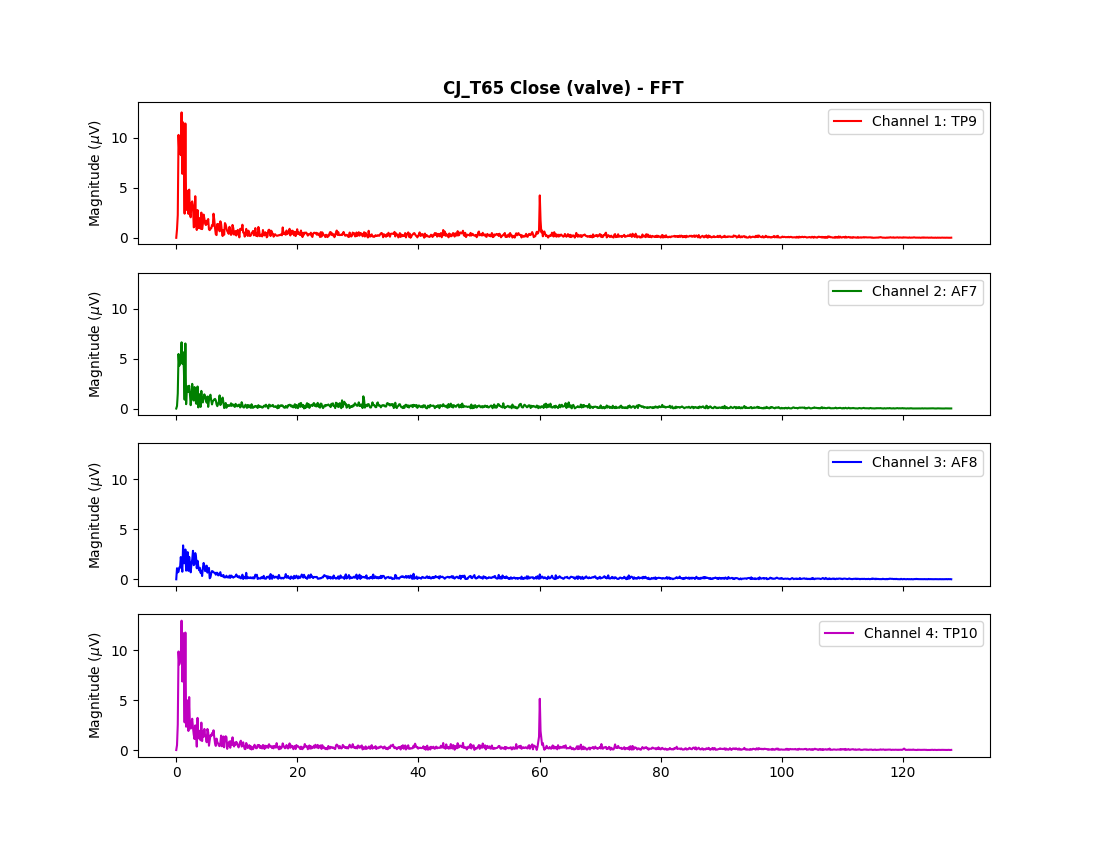 CJ_T65 Close (valve) - FFT
Magnitude (μV)
10
5
0
Channel 1: TP9
Magnitude (μV)
10
5
0
Channel 2: AF7
Magnitude (μV)
10
5
0
Channel 3: AF8
Magnitude (μV)
10
5
0
Channel 4: TP10
0 20 40 60 80 100 120